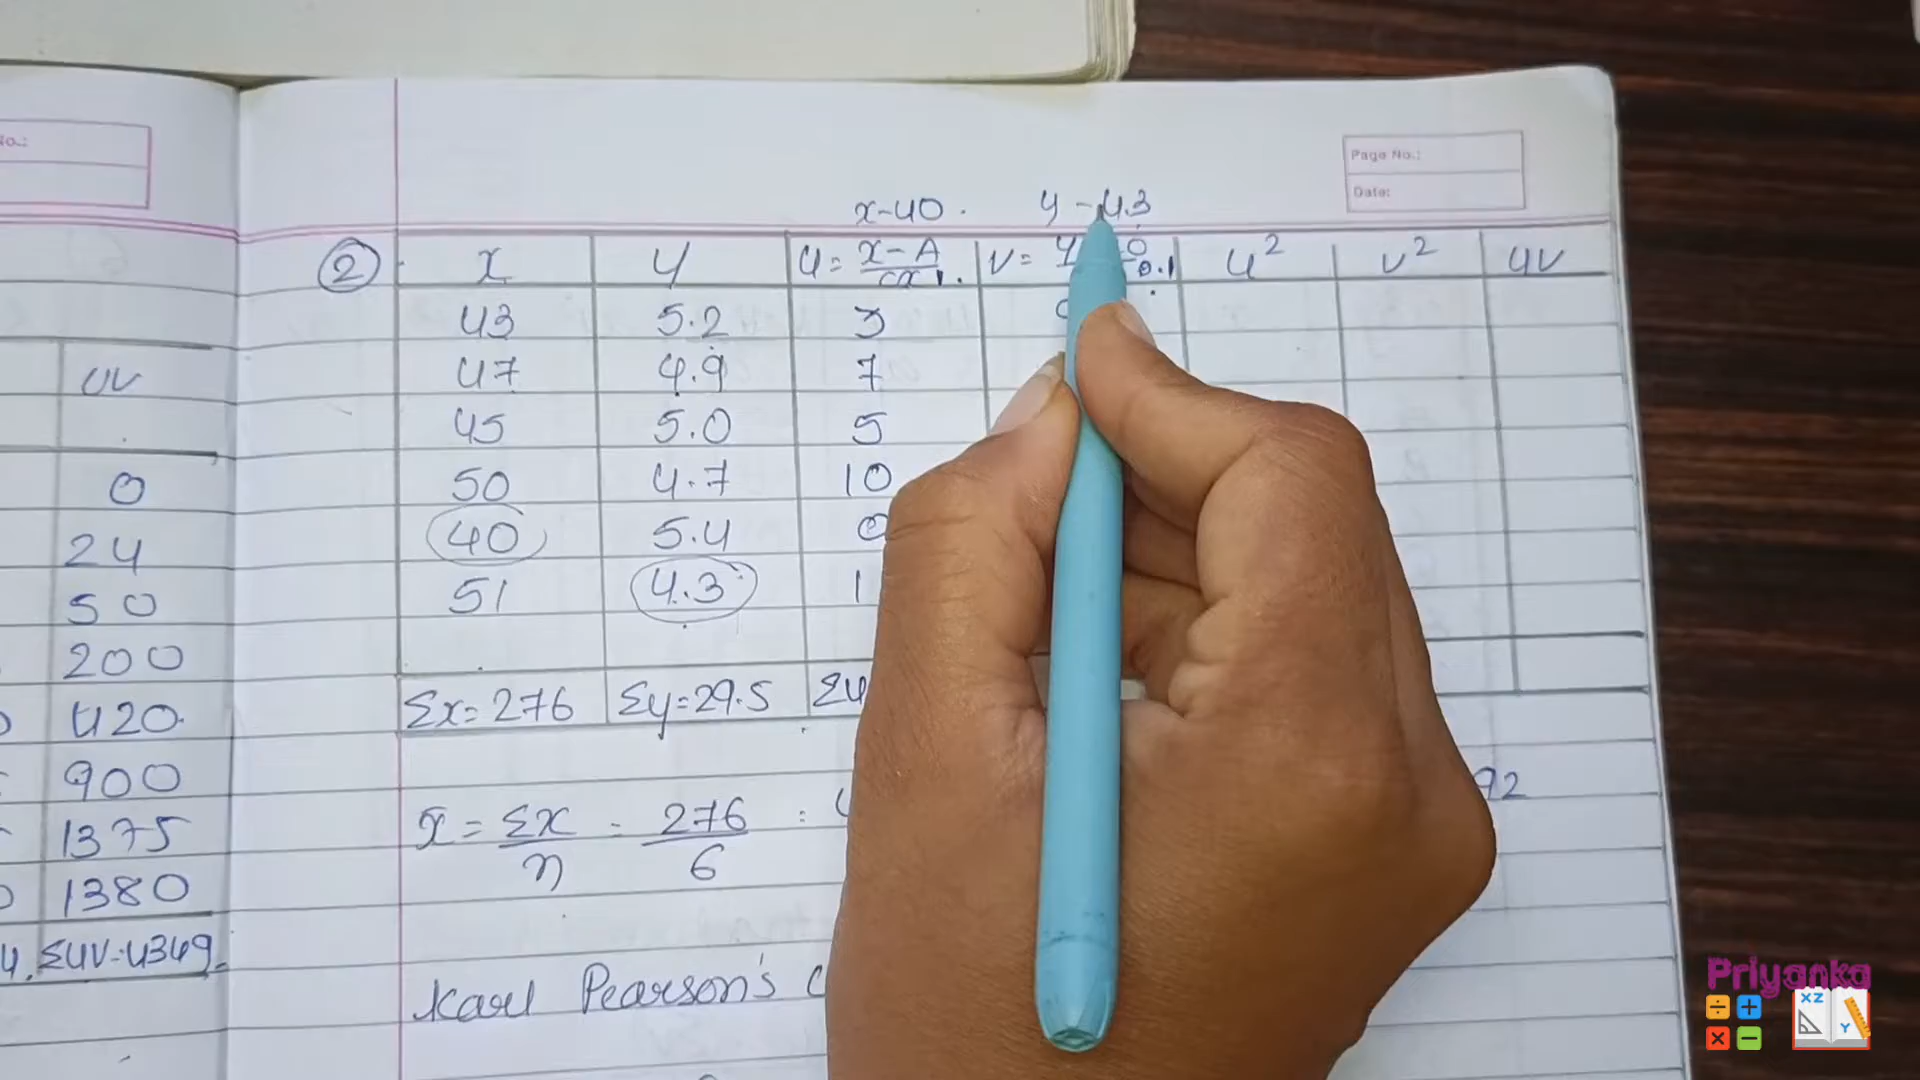 No.:
Page No.:
Date:
x-40. y-4.3
② x y u = x-A / cx 1. v = u² v² uv
43 5.2 3
47 4.9 7
45 5.0 5
50 4.7 10
40 5.4 0
51 4.3 1
Σx=276 Σy=29.5 Σu
x̄ = Σx / n = 276 / 6 =
92
Karl Pearson's C
uv
0
24
50
200
420.
900
1375
1380
ΣUV=4349.
Priyanka
XZ
Y